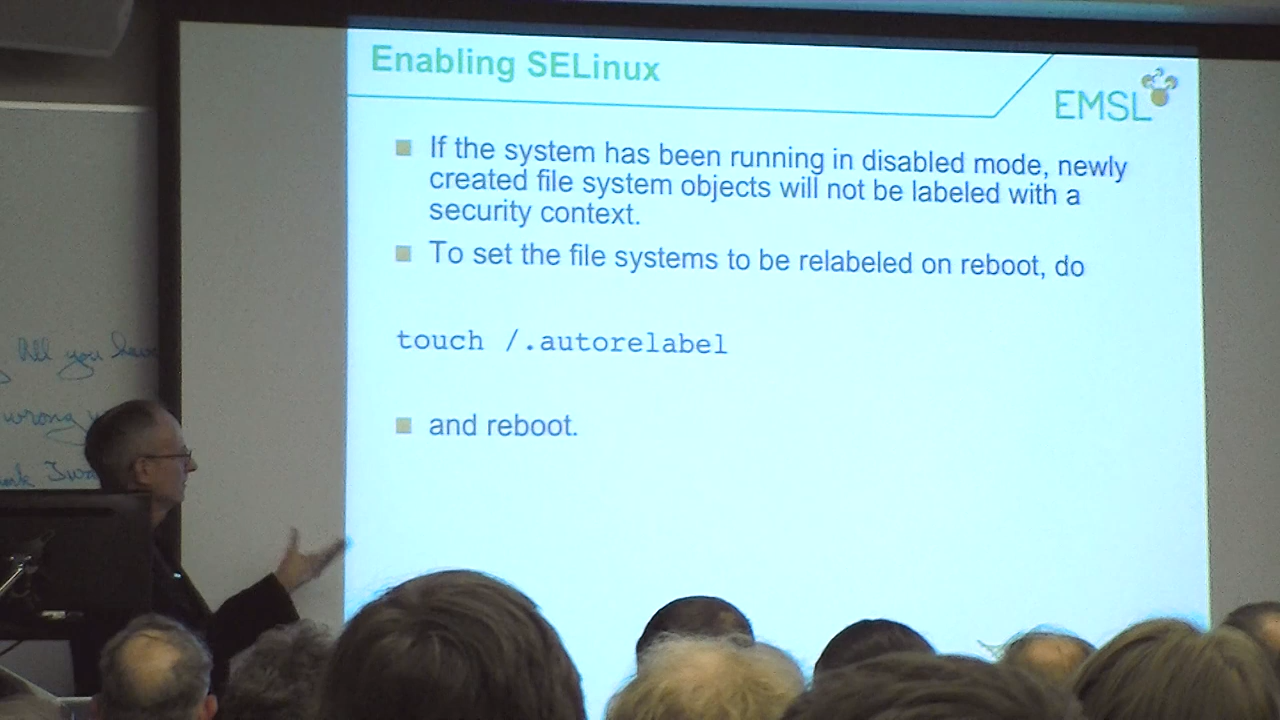 Enabling SELinux
EMSL
If the system has been running in disabled mode, newly
created file system objects will not be labeled with a
security context.
To set the file systems to be relabeled on reboot, do
touch /.autorelabel
and reboot.
All you have
wrong